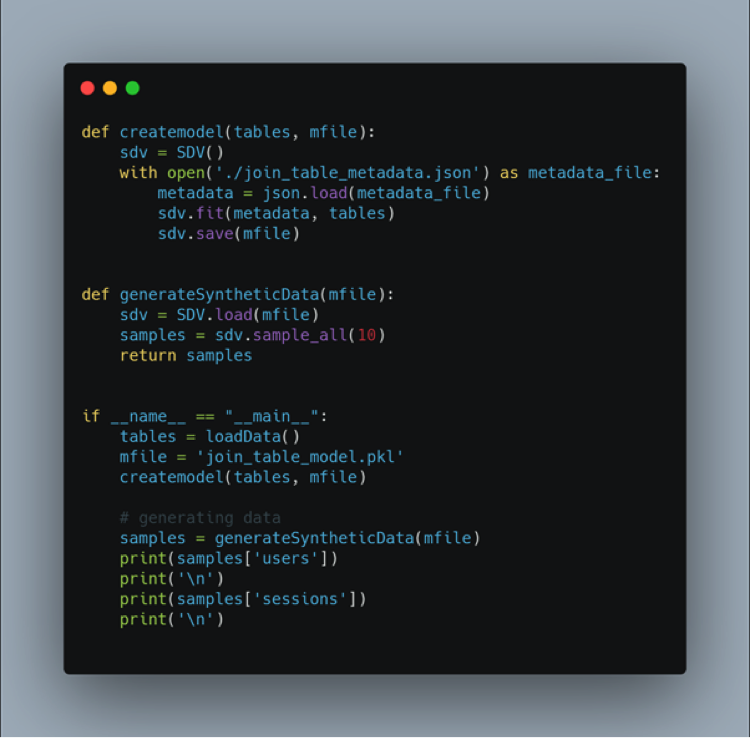 def createmodel(tables, mfile):
    sdv = SDV()
    with open('./join_table_metadata.json') as metadata_file:
        metadata = json.load(metadata_file)
        sdv.fit(metadata, tables)
        sdv.save(mfile)
def generateSyntheticData(mfile):
    sdv = SDV.load(mfile)
    samples = sdv.sample_all(10)
    return samples
if __name__ == "__main__":
    tables = loadData()
    mfile = 'join_table_model.pkl'
    createmodel(tables, mfile)
    # generating data
    samples = generateSyntheticData(mfile)
    print(samples['users'])
    print('\n')
    print(samples['sessions'])
    print('\n')